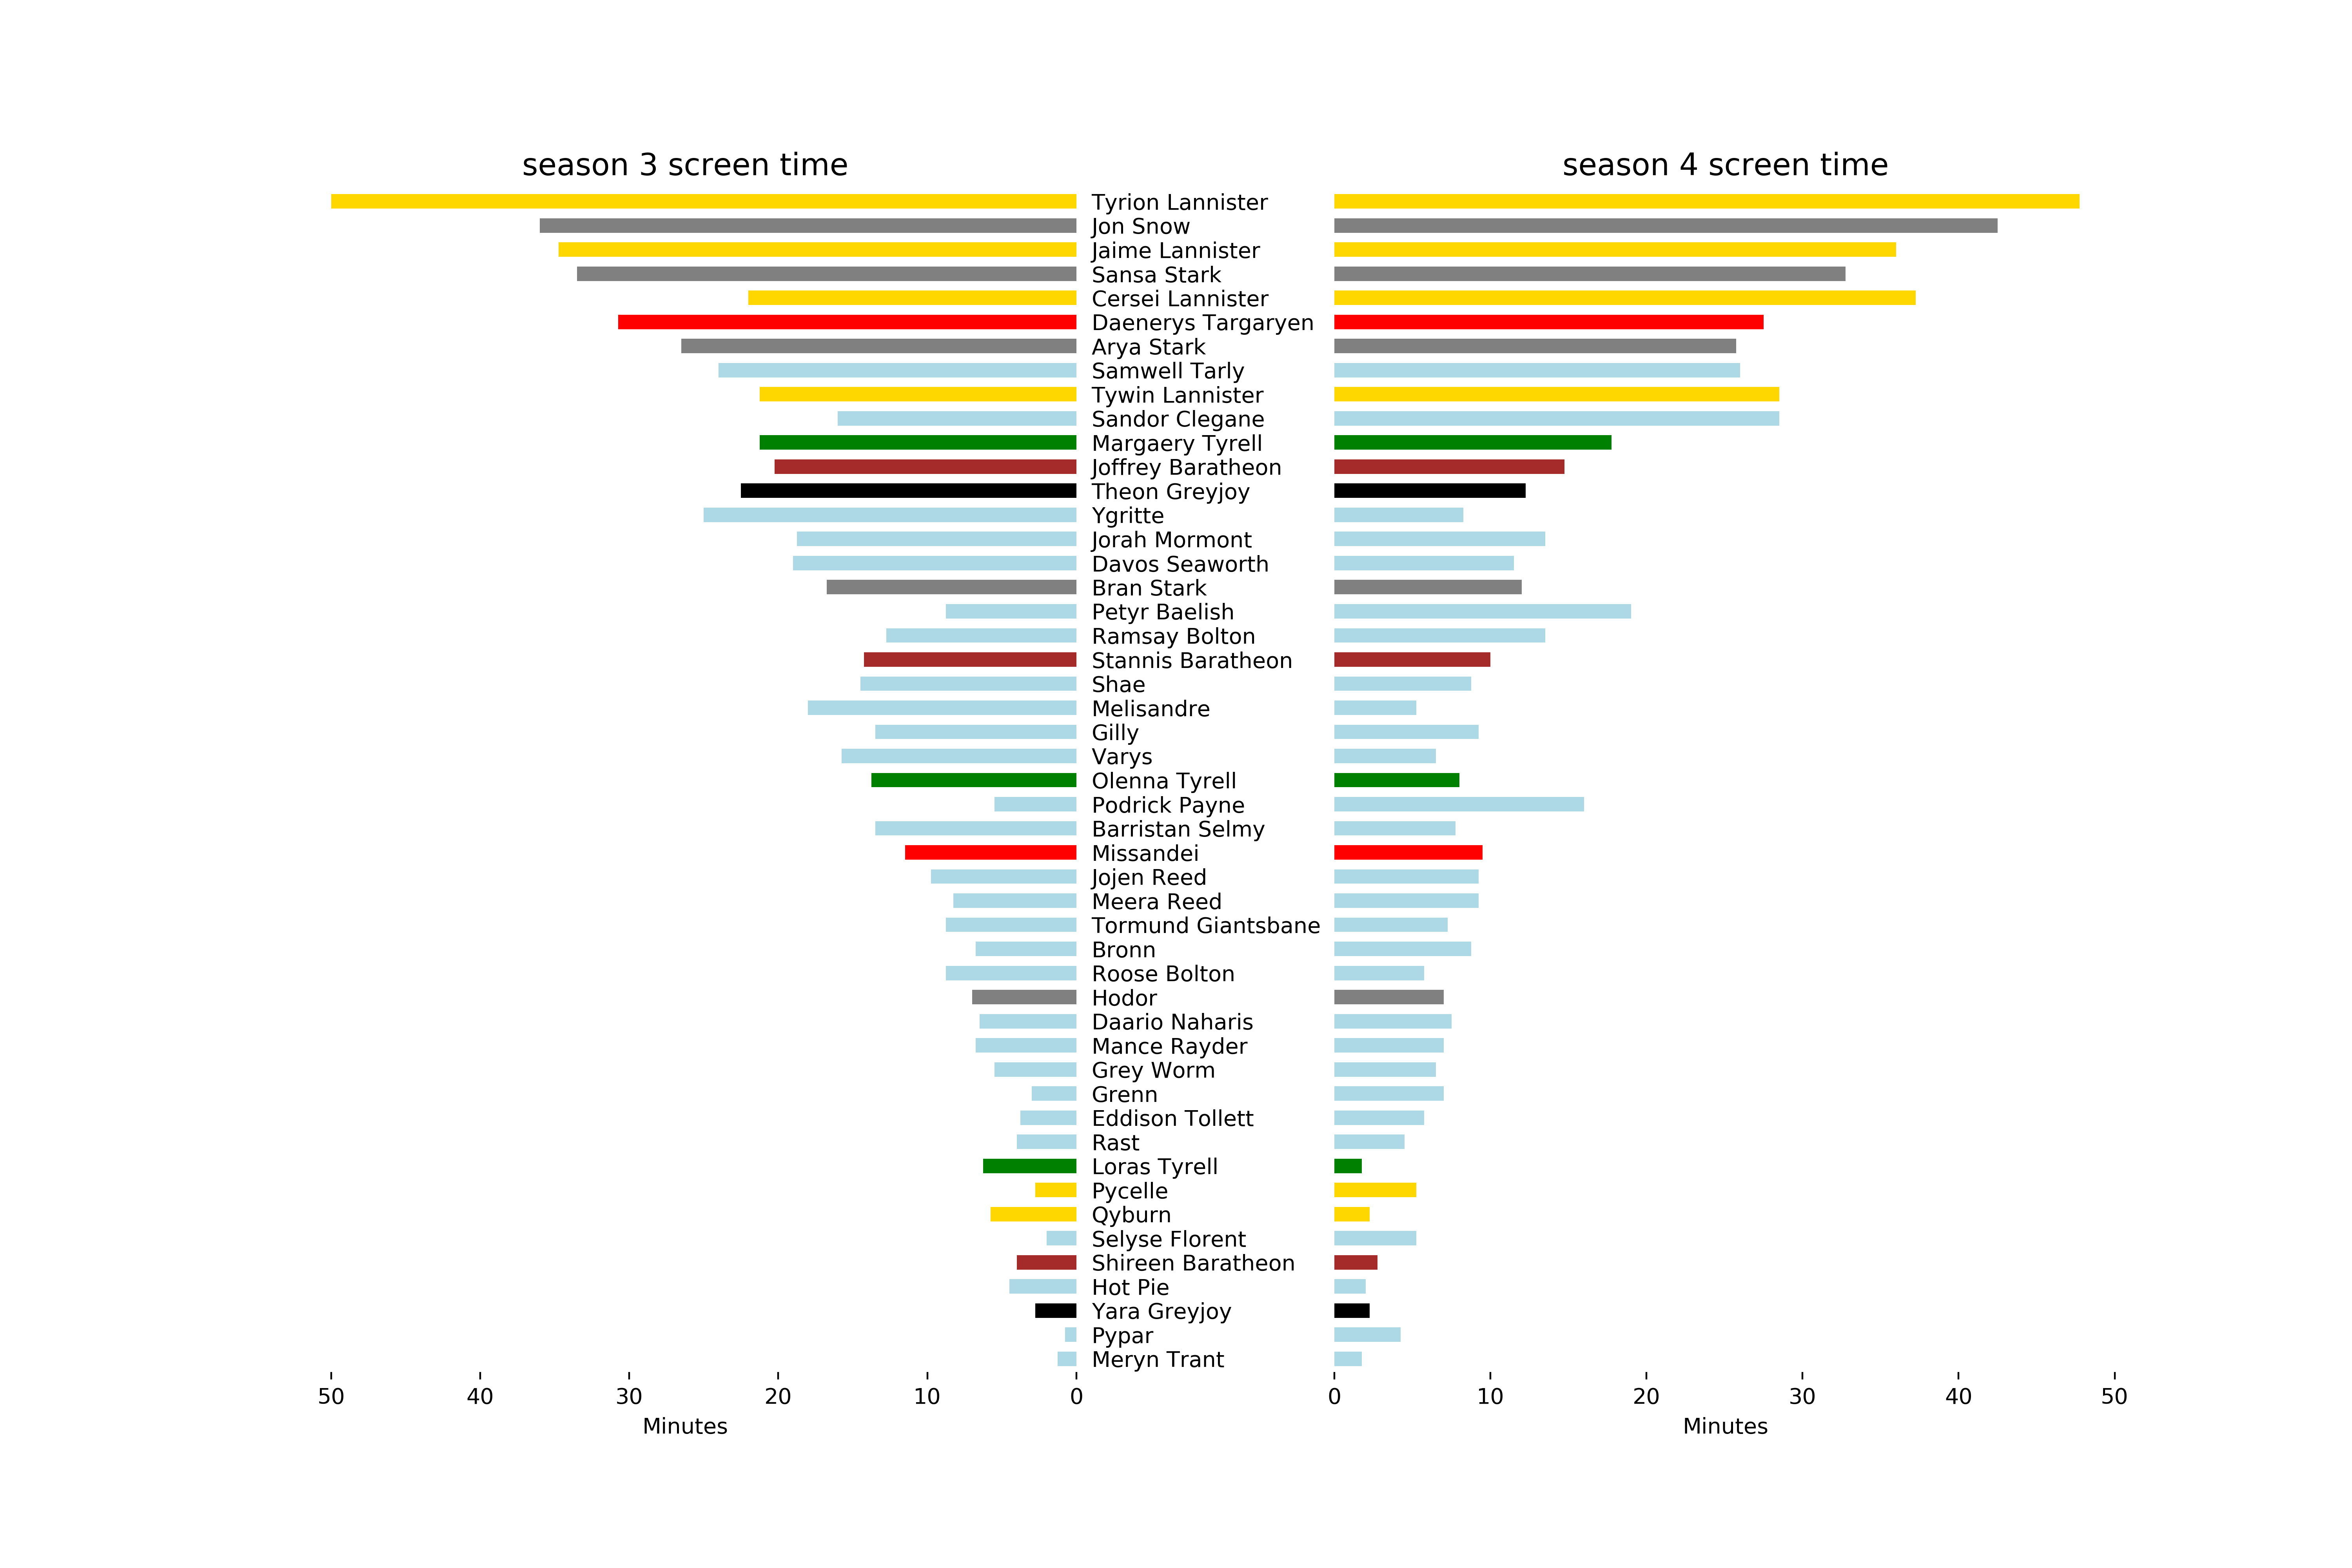 season 3 screen time
season 4 screen time
Tyrion Lannister
Jon Snow
Jaime Lannister
Sansa Stark
Cersei Lannister
Daenerys Targaryen
Arya Stark
Samwell Tarly
Tywin Lannister
Sandor Clegane
Margaery Tyrell
Joffrey Baratheon
Theon Greyjoy
Ygritte
Jorah Mormont
Davos Seaworth
Bran Stark
Petyr Baelish
Ramsay Bolton
Stannis Baratheon
Shae
Melisandre
Gilly
Varys
Olenna Tyrell
Podrick Payne
Barristan Selmy
Missandei
Jojen Reed
Meera Reed
Tormund Giantsbane
Bronn
Roose Bolton
Hodor
Daario Naharis
Mance Rayder
Grey Worm
Grenn
Eddison Tollett
Rast
Loras Tyrell
Pycelle
Qyburn
Selyse Florent
Shireen Baratheon
Hot Pie
Yara Greyjoy
Pypar
Meryn Trant
50 40 30 20 10 0
0 10 20 30 40 50
Minutes
Minutes